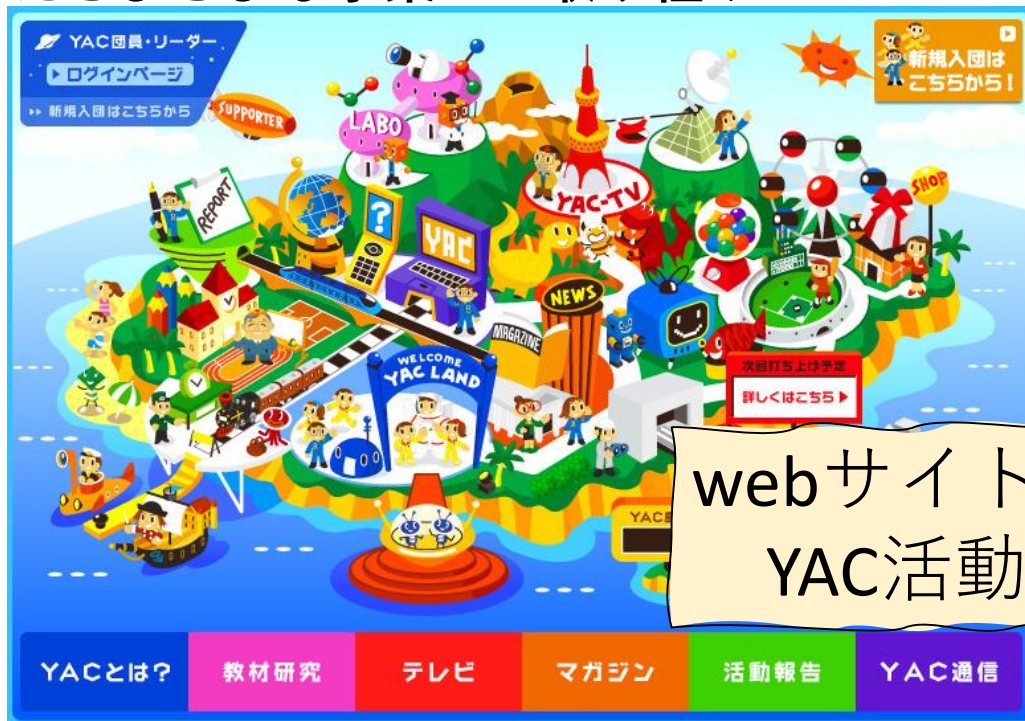 YAC団員・リーダー
ログインページ
新規入団はこちらから
新規入団は
こちらから!
SUPPORTER
LABO
REPORT
YAC-TV
SHOP
?
YAC
NEWS
MAGAZINE
WELCOME
YAC LAND
次回打ち上げ予定
詳しくはこちら
webサイト
YAC活動
YAC
YACとは?
教材研究
テレビ
マガジン
活動報告
YAC通信